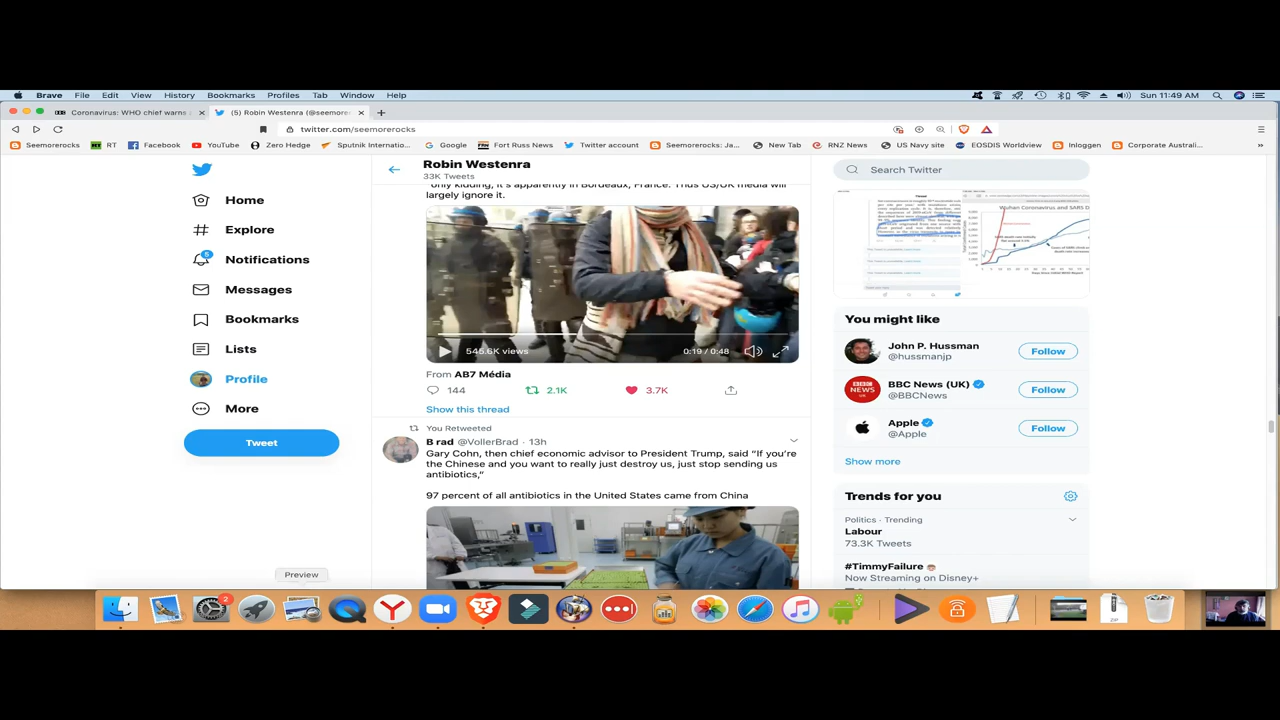 Brave File Edit View History Bookmarks Profiles Tab Window Help
Sun 11:49 AM
Coronavirus: WHO chief warns
(5) Robin Westenra (@seemorerocks
twitter.com/seemorerocks
Seemorerocks RT Facebook YouTube Zero Hedge Sputnik Internatio... Google Fort Russ News Twitter account Seemorerocks: Ja... New Tab RNZ News US Navy site EOSDIS Worldview Inloggen Corporate Australi...
Home
Explore
5
Notifications
Messages
Bookmarks
Lists
Profile
More
Tweet
Preview
Robin Westenra
33K Tweets
only kidding, it's apparently in Bordeaux, France. Thus US/UK media will
largely ignore it.
545.6K views
0:19 / 0:48
From AB7 Média
144 2.1K 3.7K
Show this thread
You Retweeted
B rad @VollerBrad · 13h
Gary Cohn, then chief economic advisor to President Trump, said “If you're
the Chinese and you want to really just destroy us, just stop sending us
antibiotics,“
97 percent of all antibiotics in the United States came from China
Search Twitter
Wuhan Coronavirus and SARS D
You might like
John P. Hussman
@hussmanjp
Follow
BBC NEWS
BBC News (UK)
@BBCNews
Follow
Apple
@Apple
Follow
Show more
Trends for you
Politics · Trending
Labour
73.3K Tweets
#TimmyFailure
Now Streaming on Disney+
2
ZIP